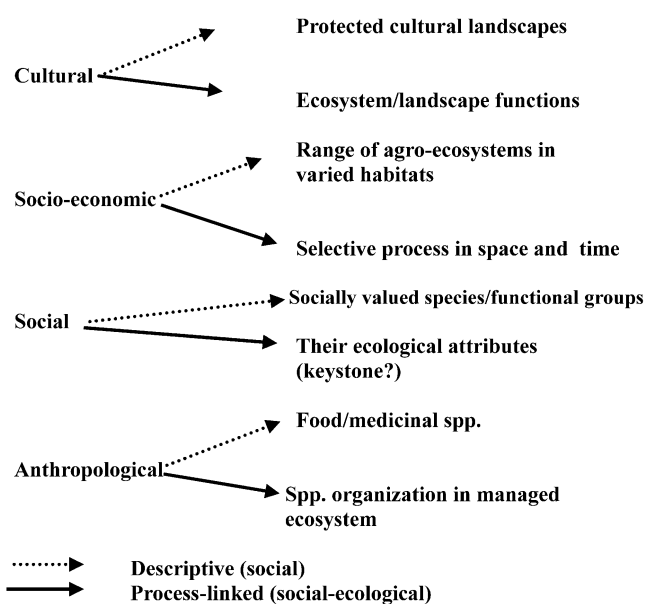 Protected cultural landscapes
Cultural
Ecosystem/landscape functions
Range of agro-ecosystems in
varied habitats
Socio-economic
Selective process in space and time
Socially valued species/functional groups
Social
Their ecological attributes
(keystone?)
Food/medicinal spp.
Anthropological
Spp. organization in managed
ecosystem
Descriptive (social)
Process-linked (social-ecological)